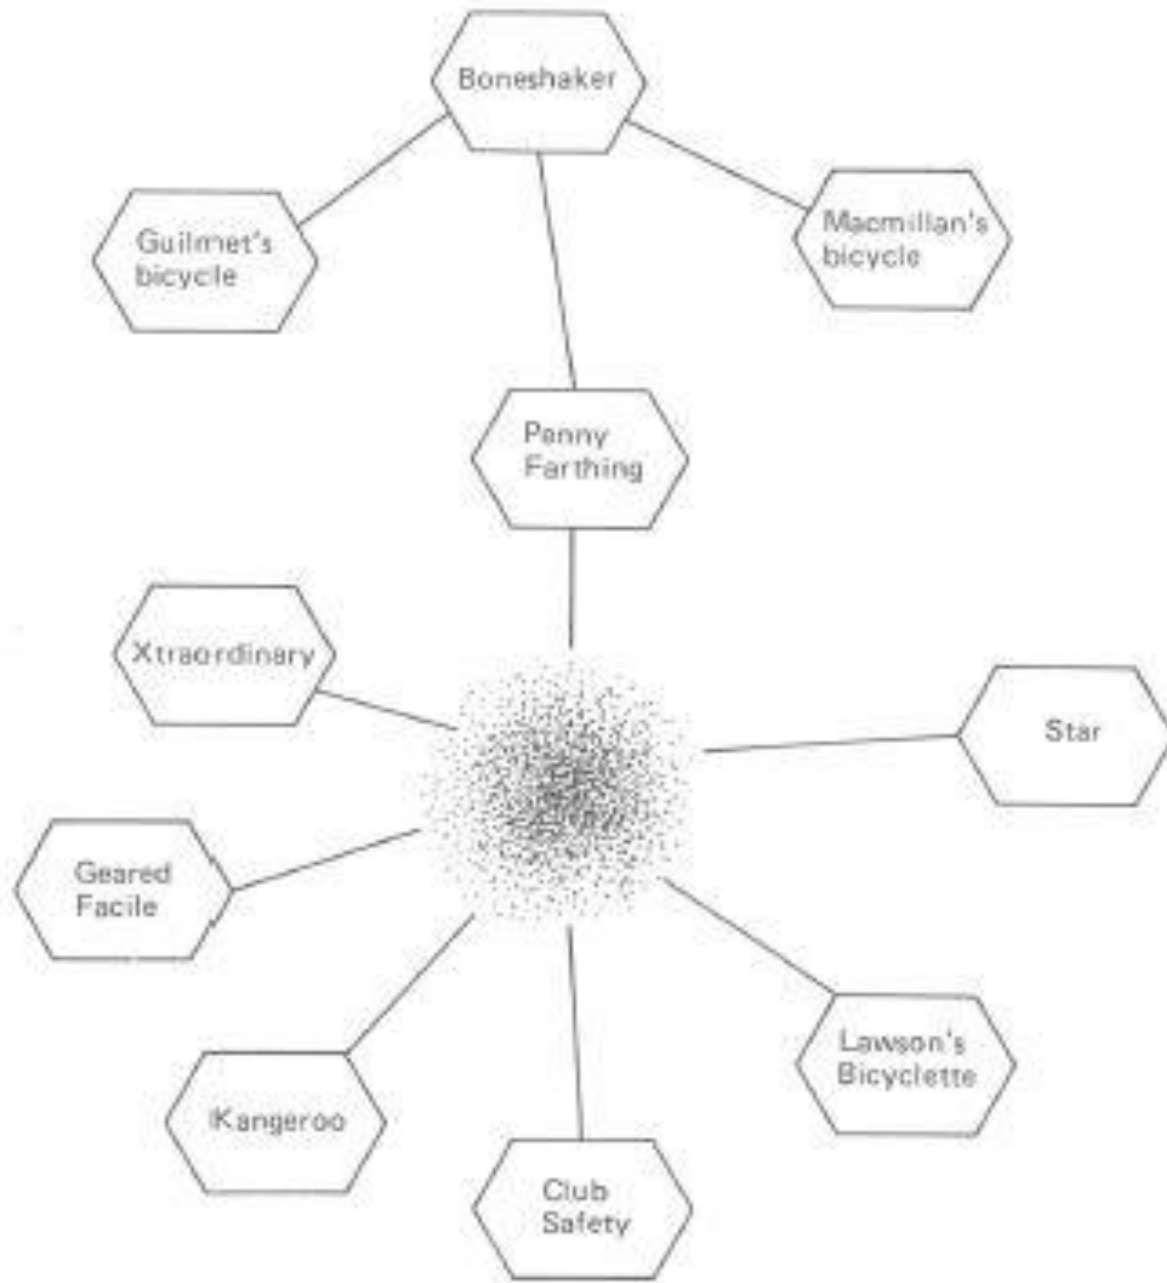 Boneshaker
Guilmet's
bicycle
Macmillan's
bicycle
Penny
Farthing
Xtraordinary
Star
Geared
Facile
Lawson's
Bicyclette
Kangeroo
Club
Safety